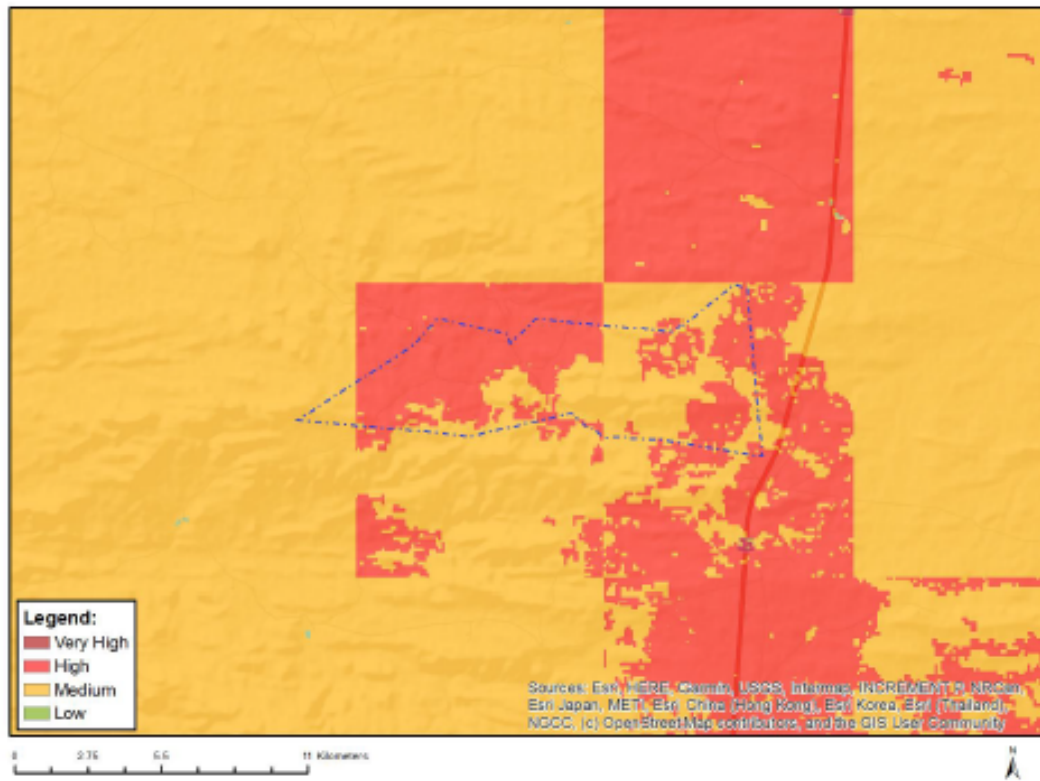 Legend:
Very High
High
Medium
Low
Sources: Esri, HERE, Garmin, USGS, Intermap, INCREMENT P, NRCan,
Esri Japan, METI, Esri China (Hong Kong), Esri Korea, Esri (Thailand),
NGCC, (c) OpenStreetMap contributors, and the GIS User Community
0 2.75 5.5 11 Kilometers
N